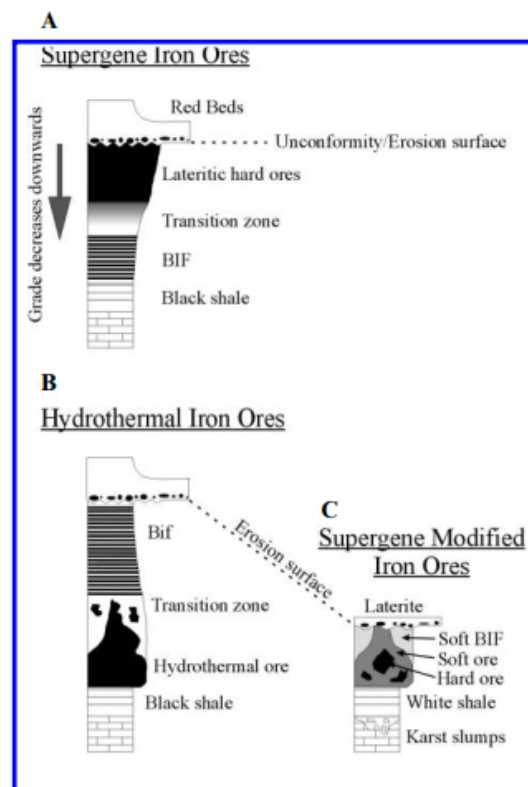 A
Supergene Iron Ores
Red Beds
Unconformity/Erosion surface
Grade decreases downwards
Lateritic hard ores
Transition zone
BIF
Black shale
B
Hydrothermal Iron Ores
Bif
Erosion surface
Transition zone
Hydrothermal ore
Black shale
C
Supergene Modified
Iron Ores
Laterite
Soft BIF
Soft ore
Hard ore
White shale
Karst slumps